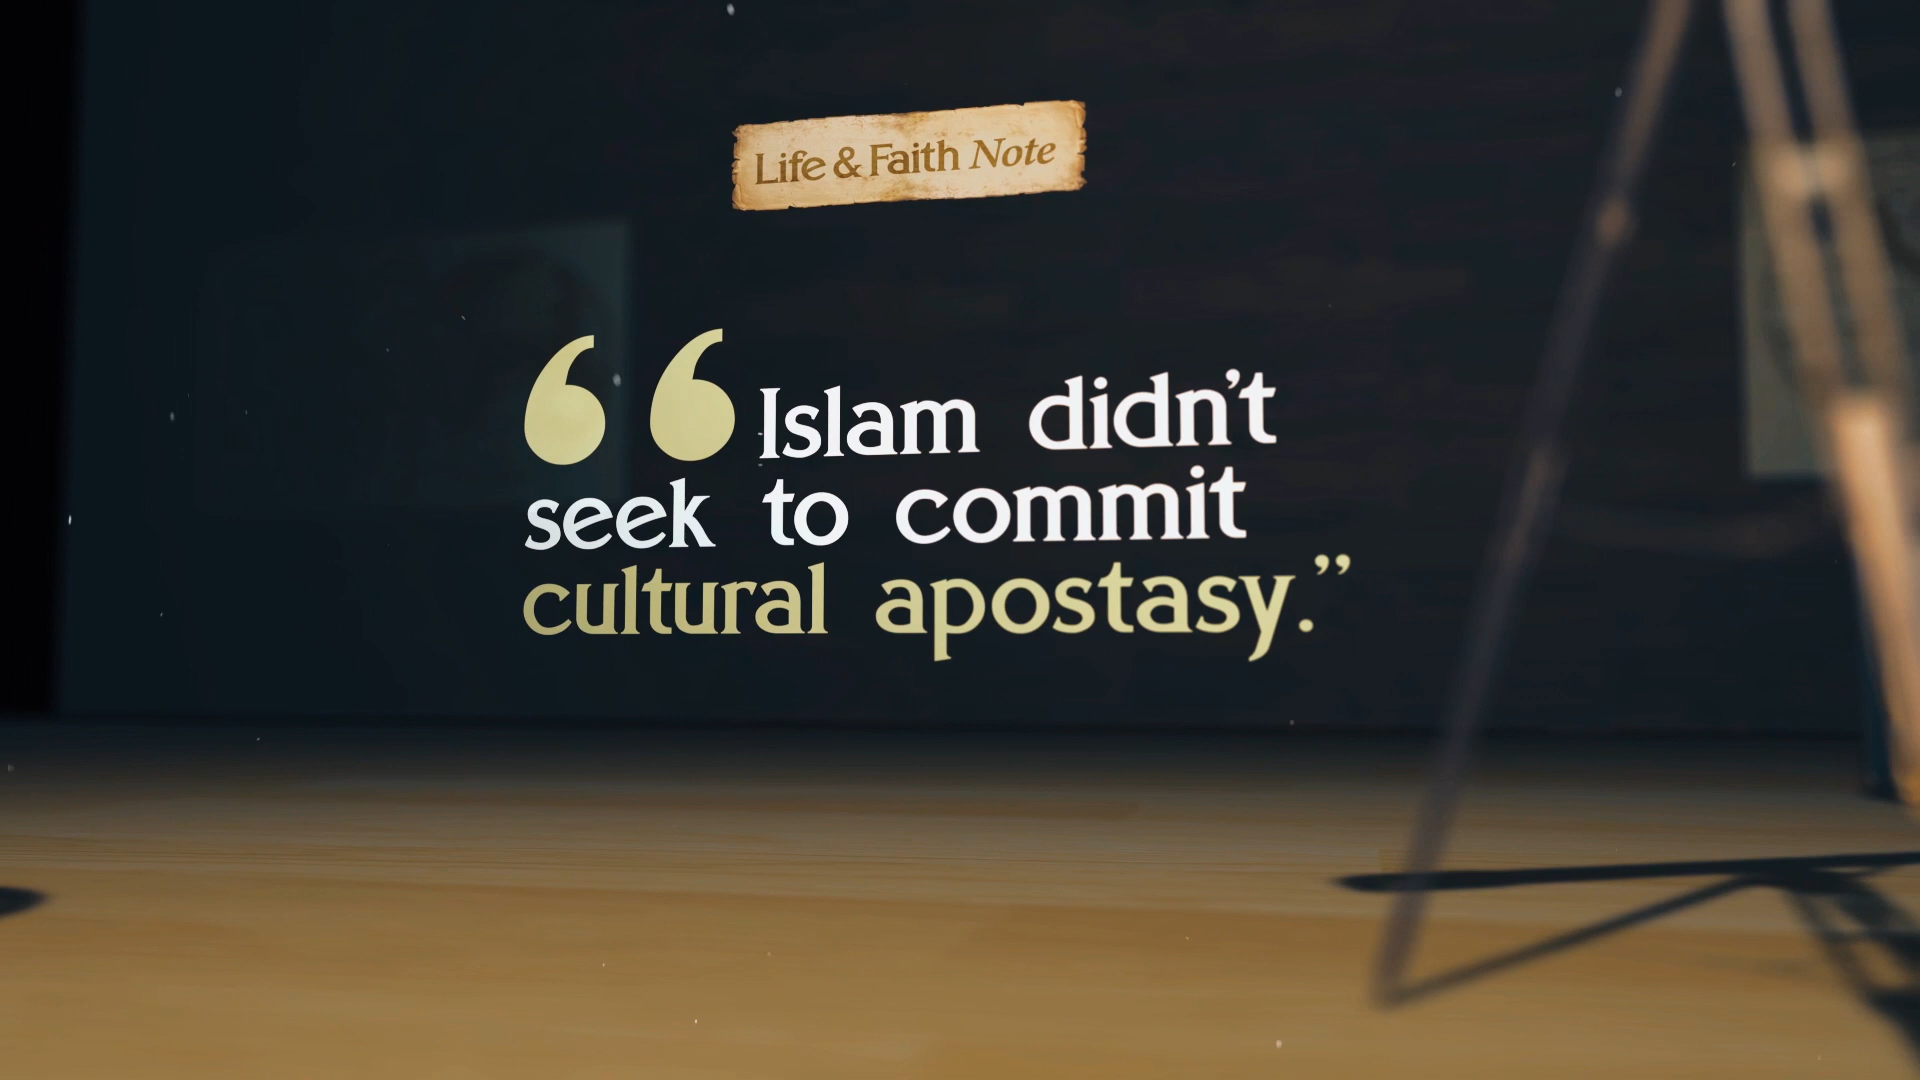 Life & Faith Note
“Islam didn’t
seek to commit
cultural apostasy.”